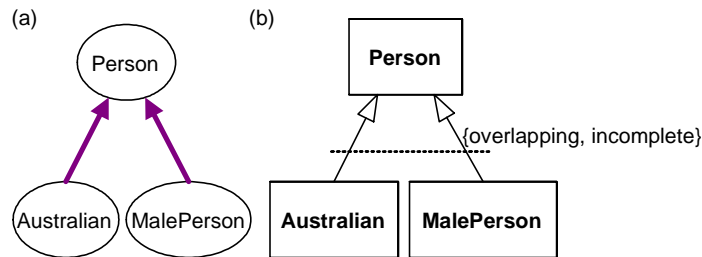 (a)
Person
Australian
MalePerson
(b)
Person
{overlapping, incomplete}
Australian
MalePerson